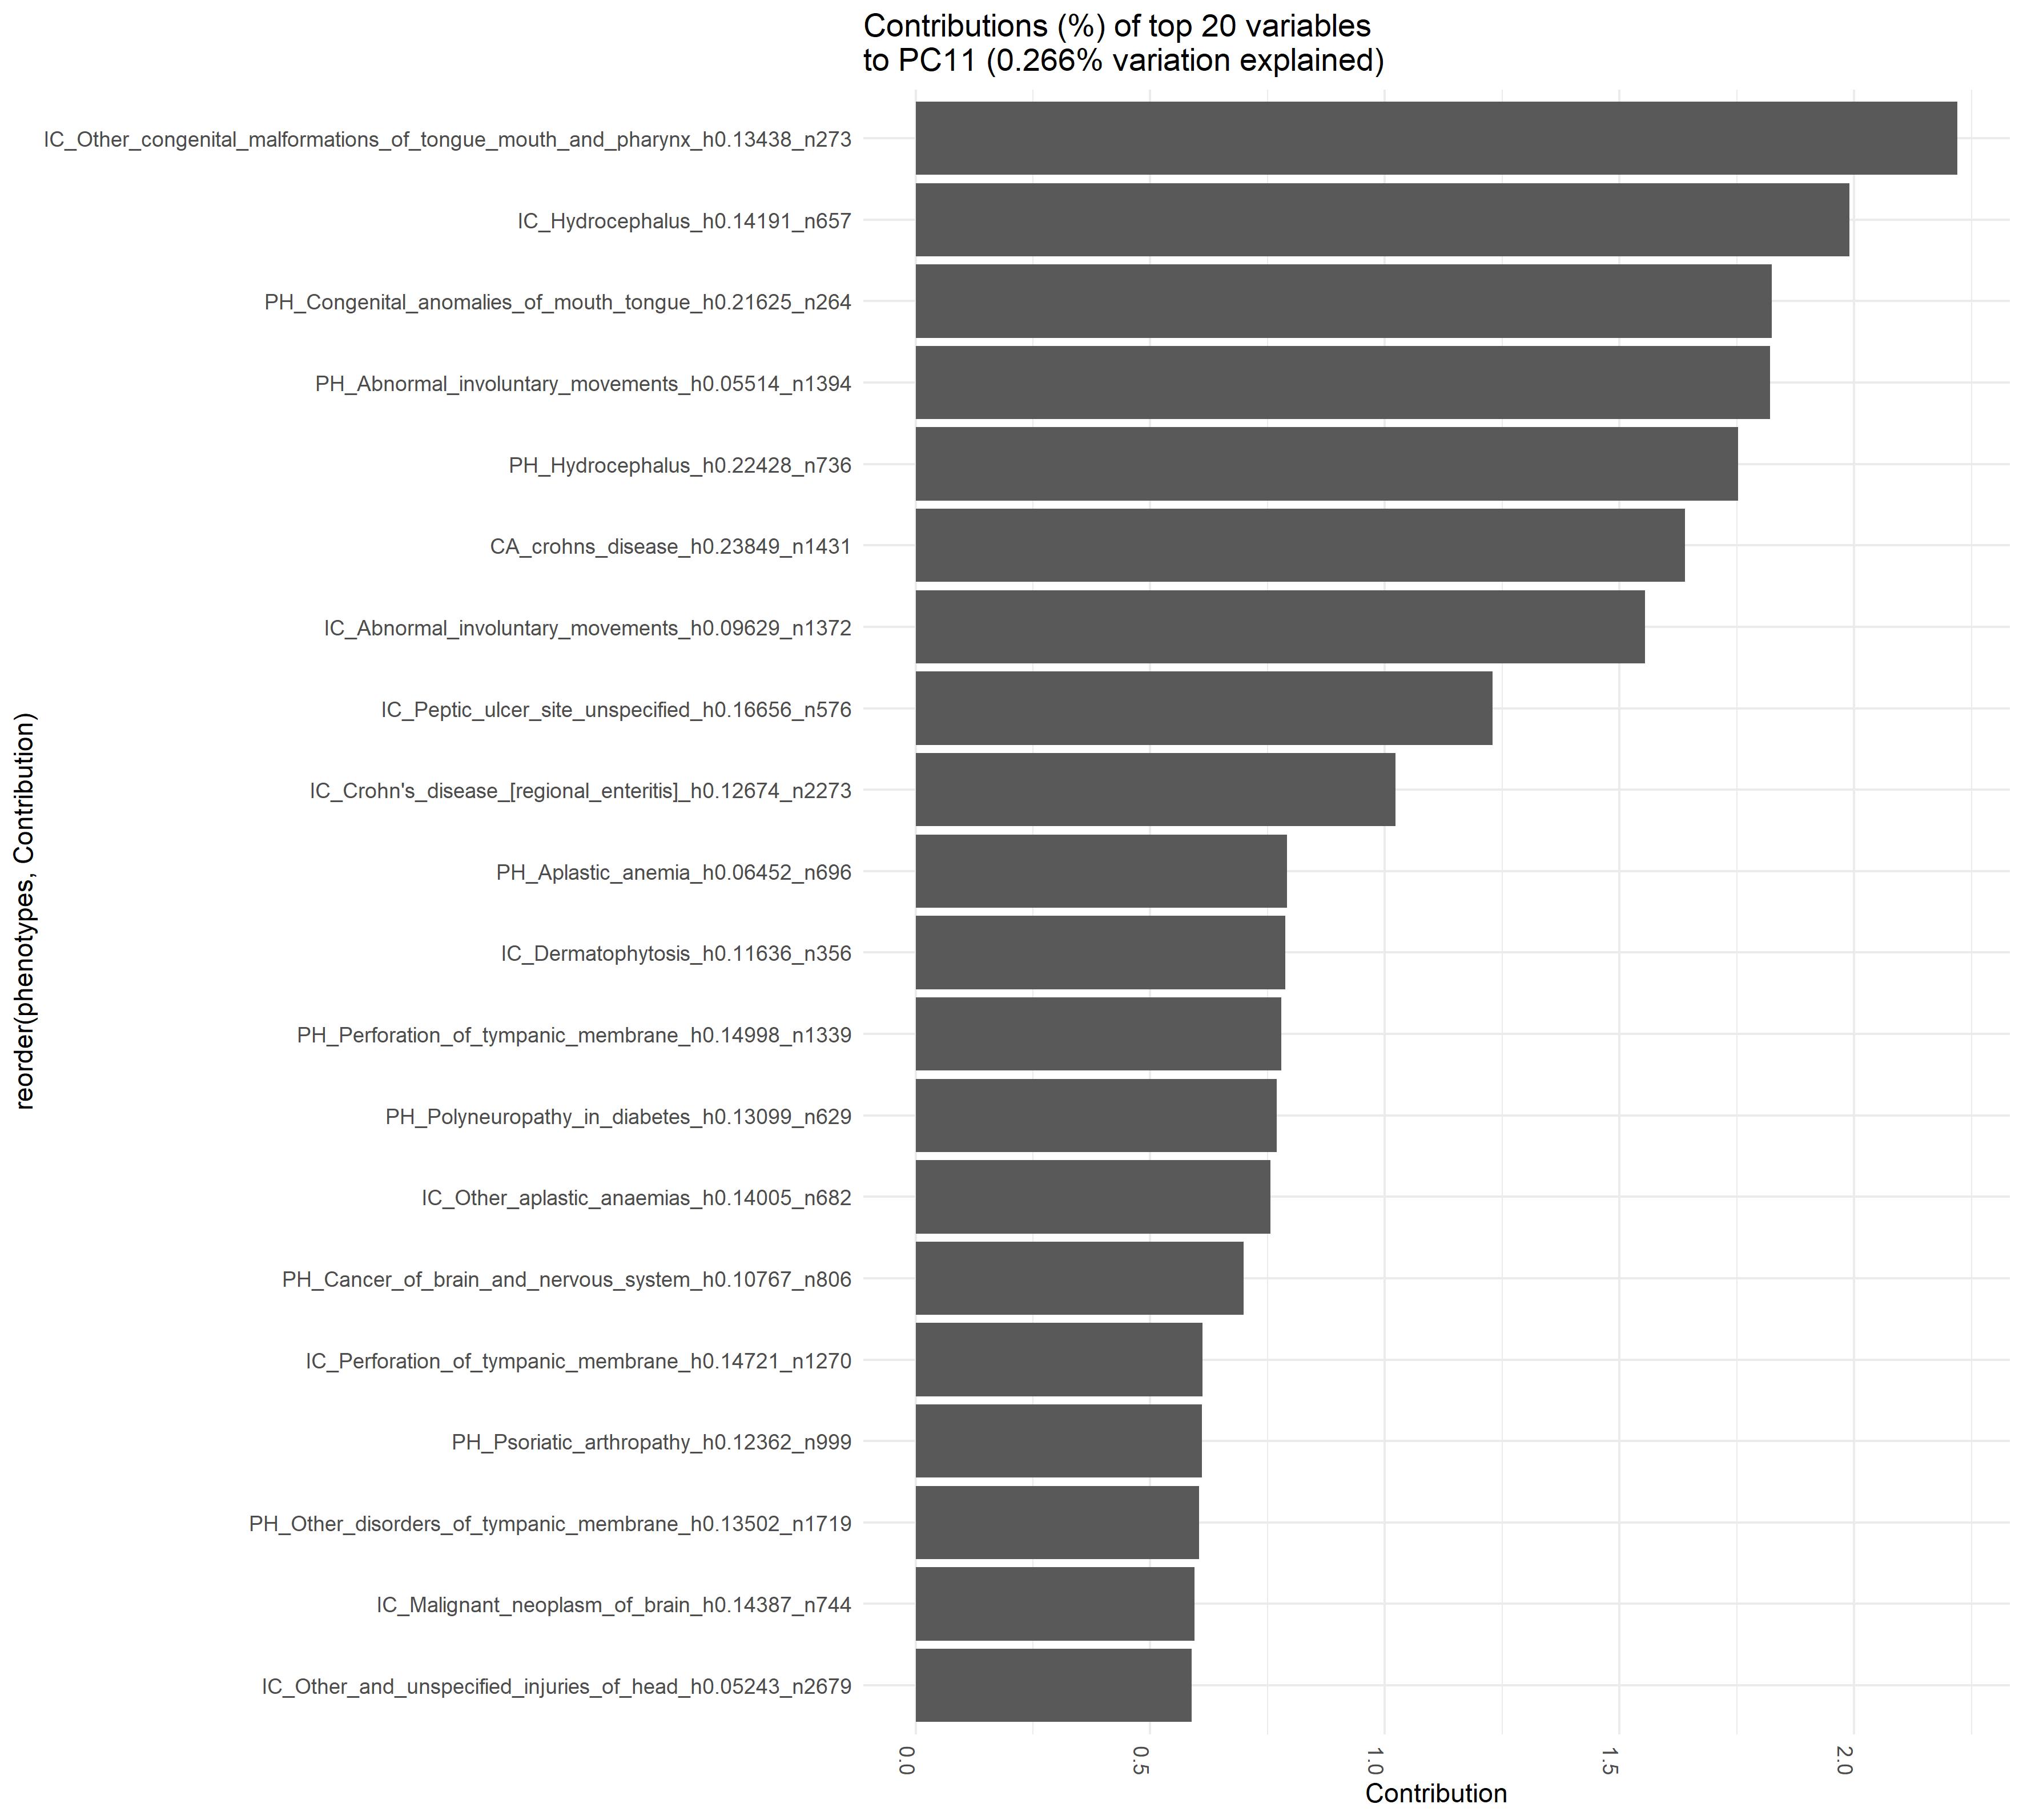 Contributions (%) of top 20 variables
to PC11 (0.266% variation explained)
IC_Other_congenital_malformations_of_tongue_mouth_and_pharynx_h0.13438_n273
IC_Hydrocephalus_h0.14191_n657
PH_Congenital_anomalies_of_mouth_tongue_h0.21625_n264
PH_Abnormal_involuntary_movements_h0.05514_n1394
PH_Hydrocephalus_h0.22428_n736
CA_crohns_disease_h0.23849_n1431
IC_Abnormal_involuntary_movements_h0.09629_n1372
IC_Peptic_ulcer_site_unspecified_h0.16656_n576
IC_Crohn's_disease_[regional_enteritis]_h0.12674_n2273
PH_Aplastic_anemia_h0.06452_n696
IC_Dermatophytosis_h0.11636_n356
PH_Perforation_of_tympanic_membrane_h0.14998_n1339
PH_Polyneuropathy_in_diabetes_h0.13099_n629
IC_Other_aplastic_anaemias_h0.14005_n682
PH_Cancer_of_brain_and_nervous_system_h0.10767_n806
IC_Perforation_of_tympanic_membrane_h0.14721_n1270
PH_Psoriatic_arthropathy_h0.12362_n999
PH_Other_disorders_of_tympanic_membrane_h0.13502_n1719
IC_Malignant_neoplasm_of_brain_h0.14387_n744
IC_Other_and_unspecified_injuries_of_head_h0.05243_n2679
reorder(phenotypes, Contribution)
0.0
0.5
1.0
1.5
2.0
Contribution